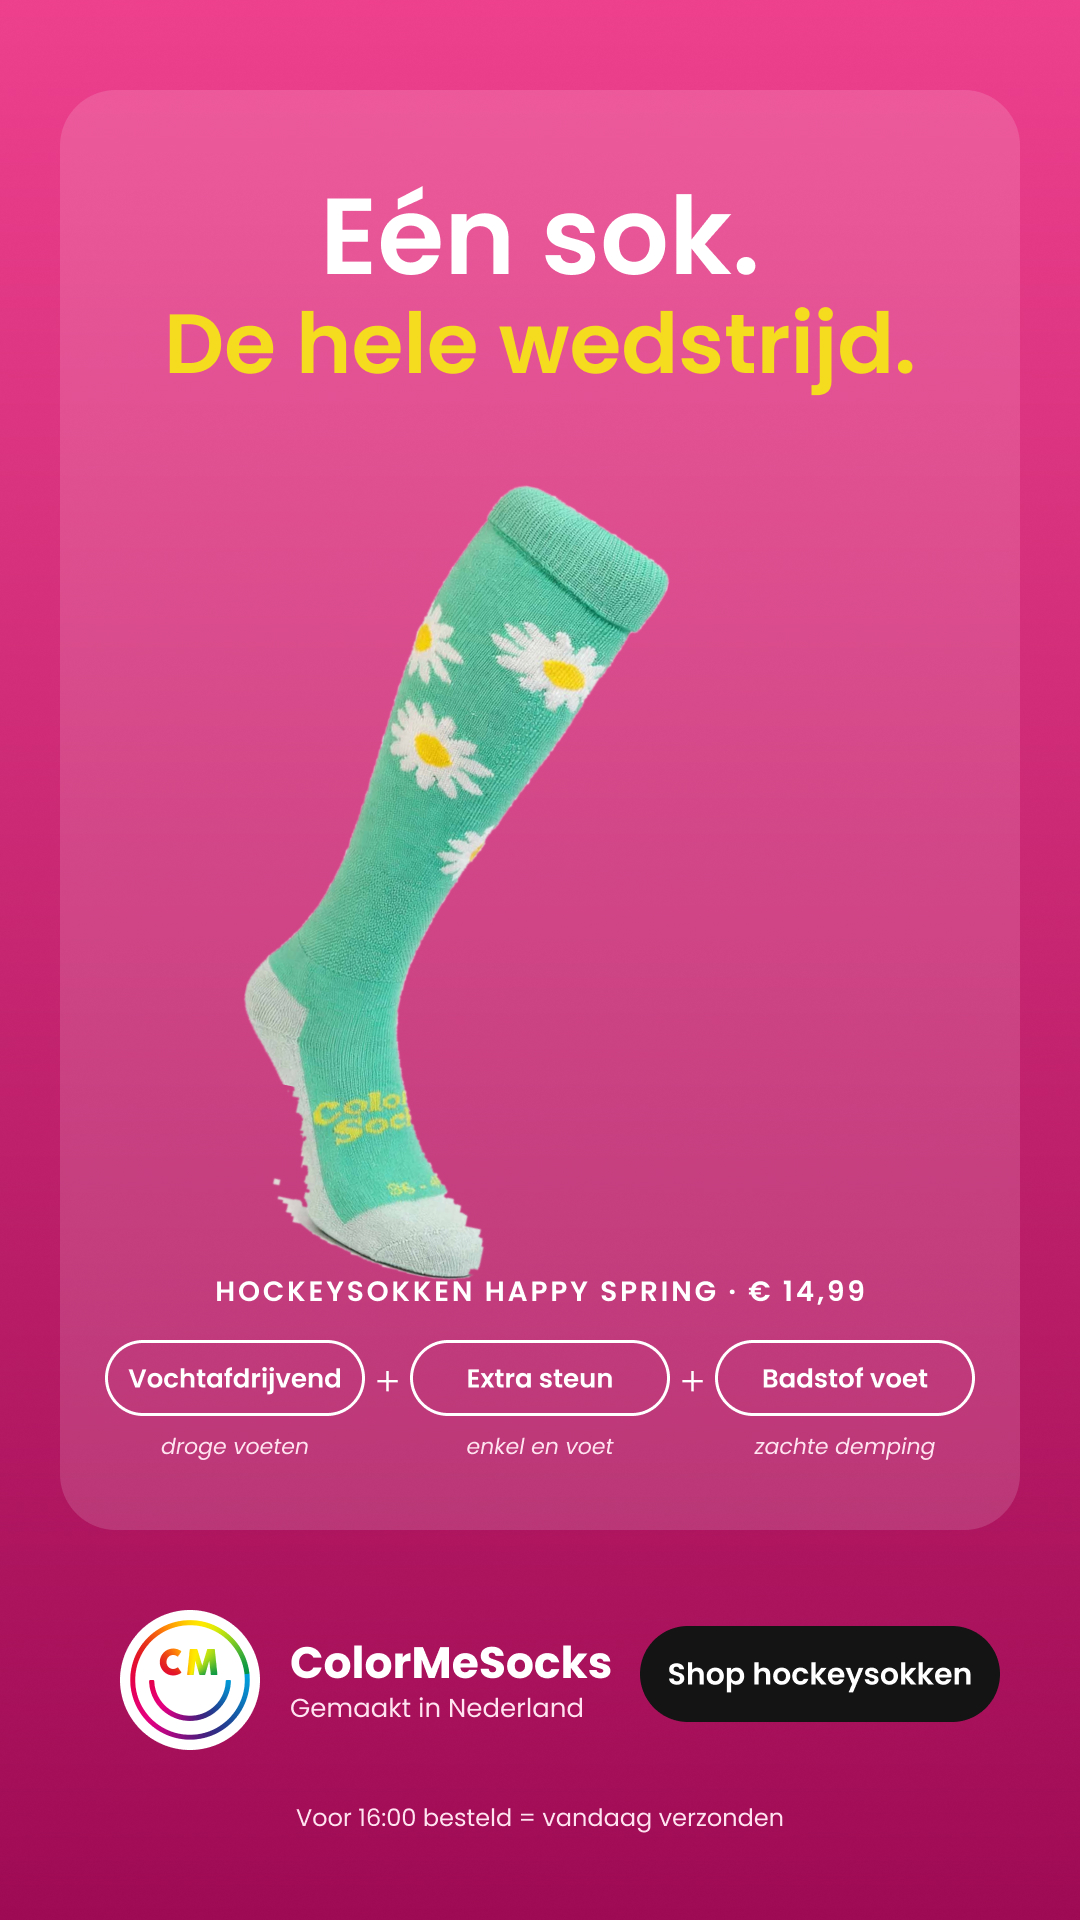 Eén sok.
De hele wedstrijd.
HOCKEYSOKKEN HAPPY SPRING · € 14,99
Vochtafdrijvend + Extra steun + Badstof voet
droge voeten enkel en voet zachte demping
CM
ColorMeSocks
Gemaakt in Nederland
Shop hockeysokken
Voor 16:00 besteld = vandaag verzonden